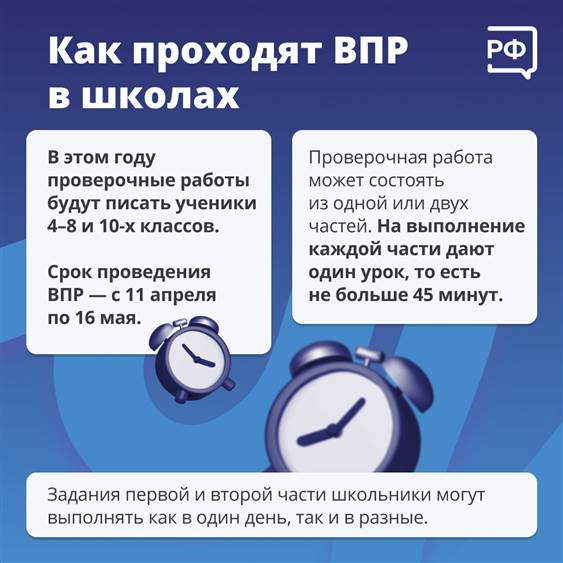 Как проходят ВПР
в школах
РФ
В этом году
проверочные работы
будут писать ученики
4–8 и 10-х классов.
Срок проведения
ВПР — с 11 апреля
по 16 мая.
Проверочная работа
может состоять
из одной или двух
частей. На выполнение
каждой части дают
один урок, то есть
не больше 45 минут.
Задания первой и второй части школьники могут
выполнять как в один день, так и в разные.